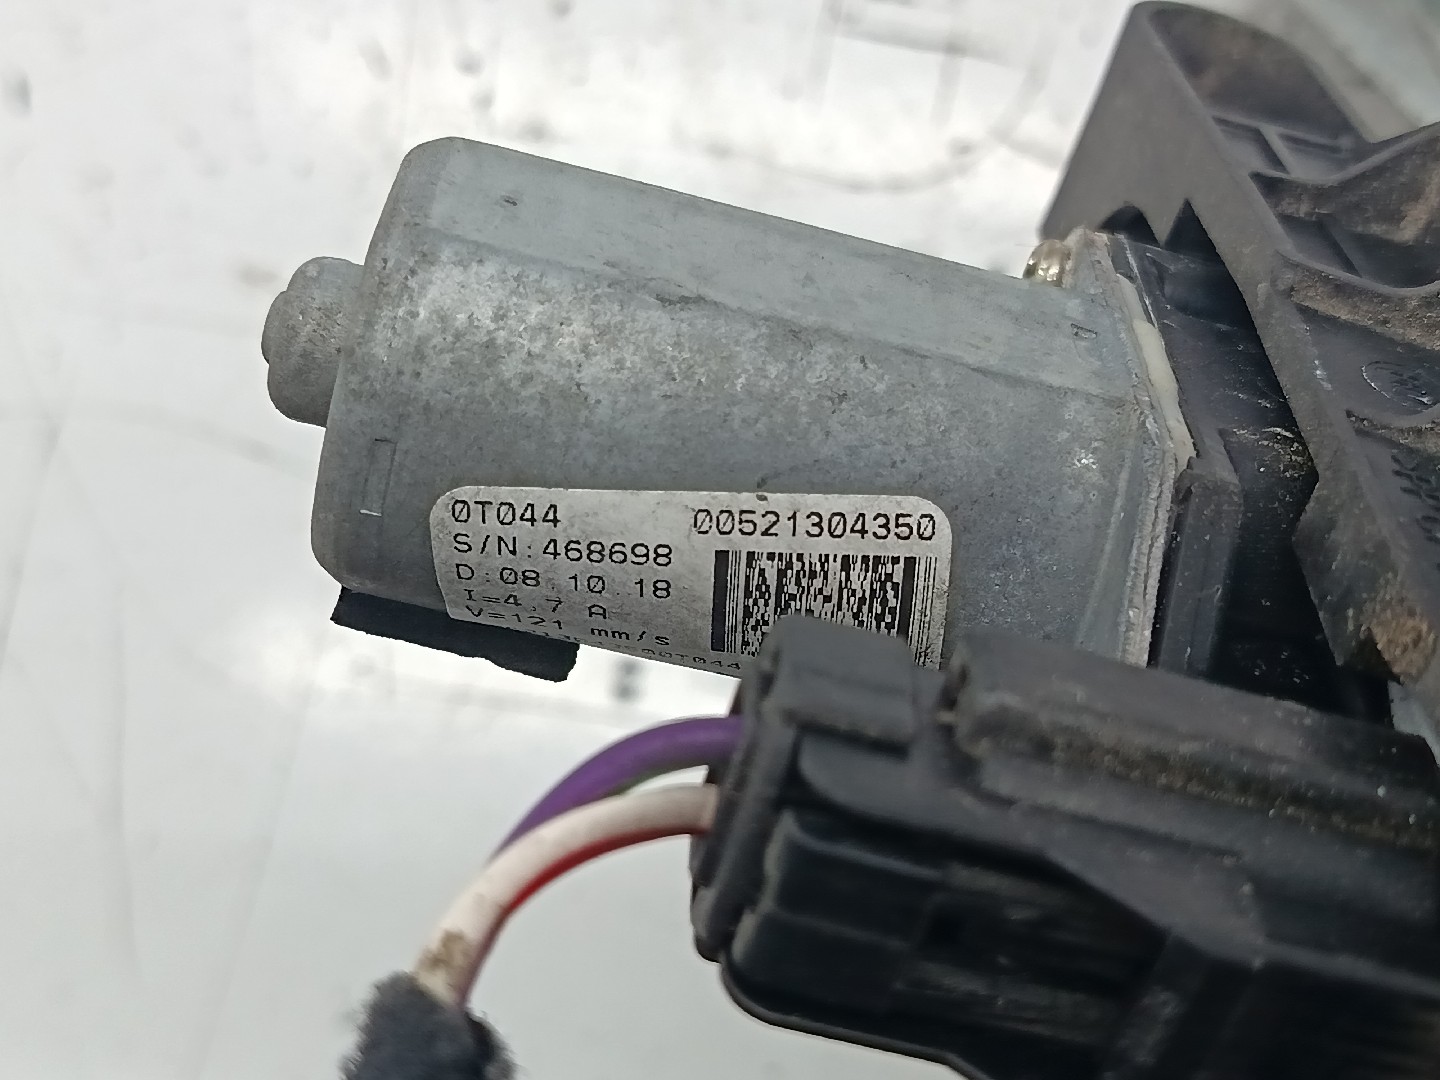 0T044 00521304350
S/N:468698
D:08.10.18
I=4,7 A
V=121 mm/s